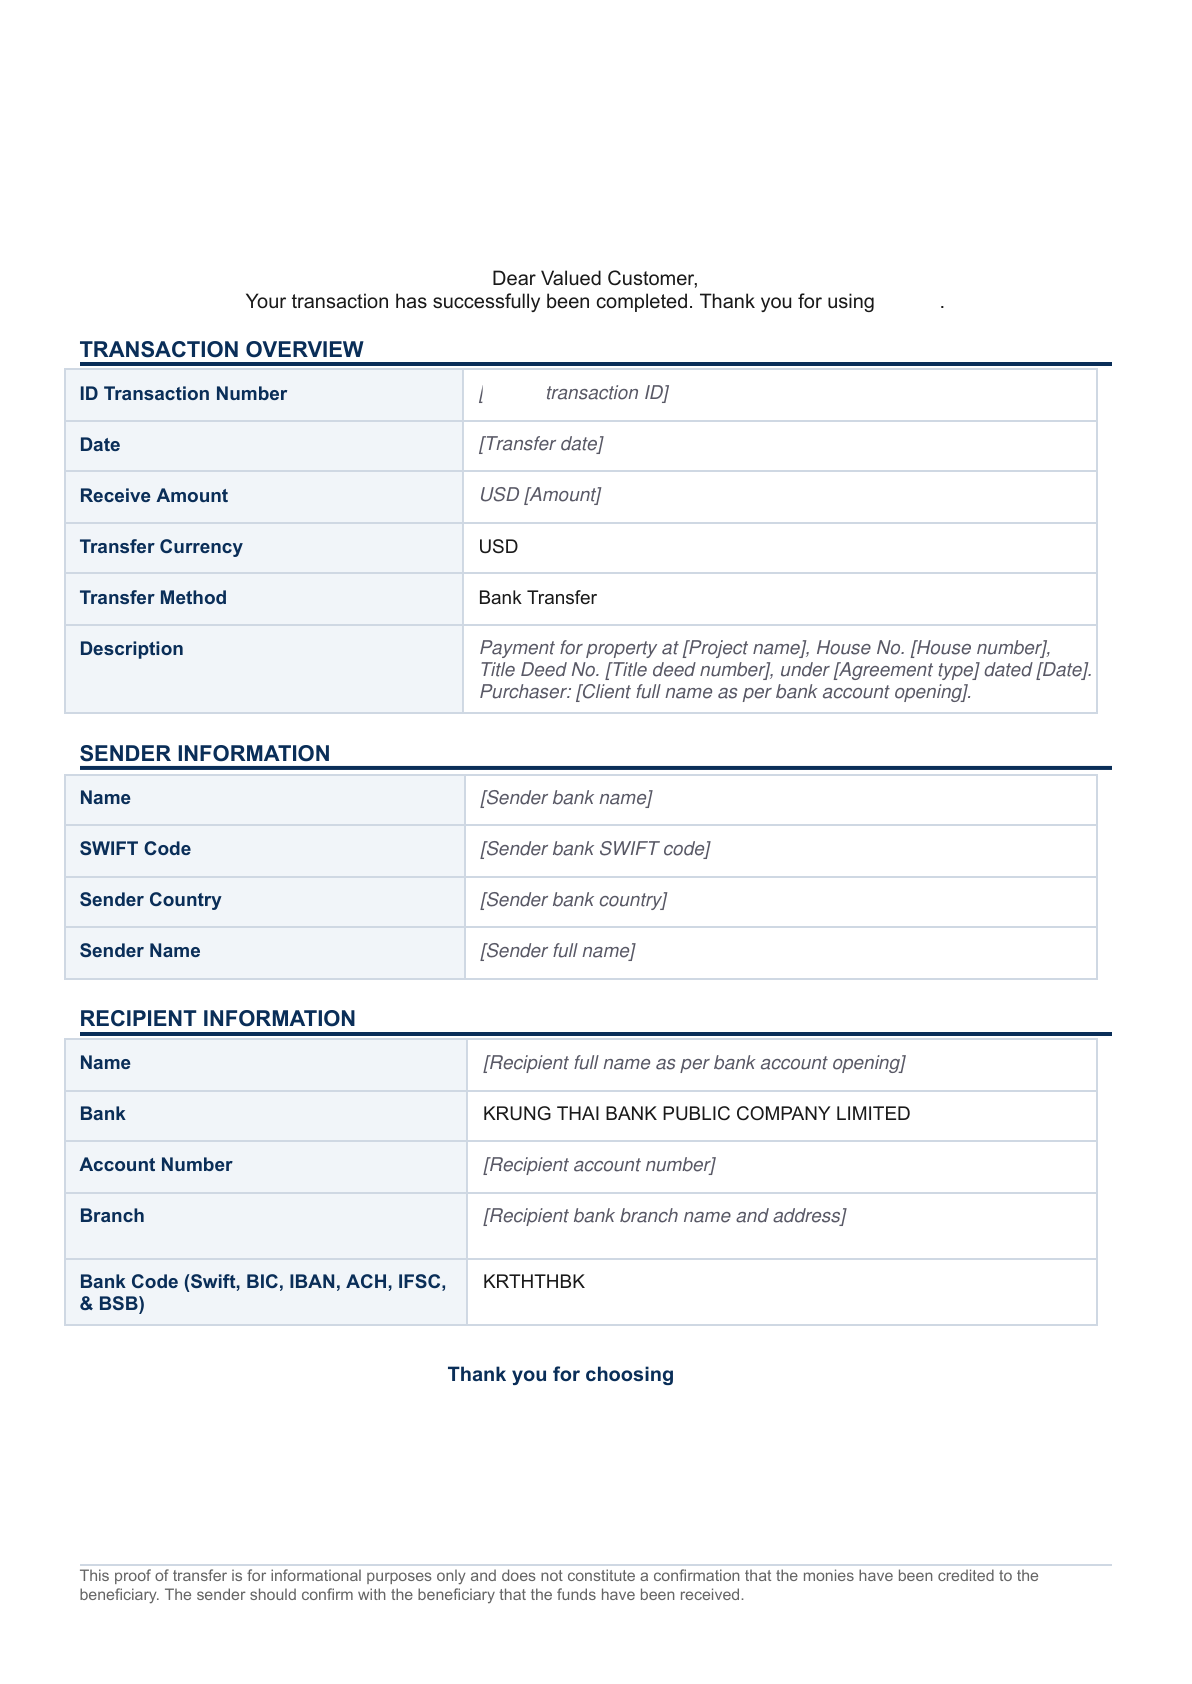 Dear Valued Customer,
Your transaction has successfully been completed. Thank you for using .
TRANSACTION OVERVIEW
ID Transaction Number [ transaction ID]
Date [Transfer date]
Receive Amount USD [Amount]
Transfer Currency USD
Transfer Method Bank Transfer
Description Payment for property at [Project name], House No. [House number],
Title Deed No. [Title deed number], under [Agreement type] dated [Date].
Purchaser: [Client full name as per bank account opening].
SENDER INFORMATION
Name [Sender bank name]
SWIFT Code [Sender bank SWIFT code]
Sender Country [Sender bank country]
Sender Name [Sender full name]
RECIPIENT INFORMATION
Name [Recipient full name as per bank account opening]
Bank KRUNG THAI BANK PUBLIC COMPANY LIMITED
Account Number [Recipient account number]
Branch [Recipient bank branch name and address]
Bank Code (Swift, BIC, IBAN, ACH, IFSC, KRTHTHBK
& BSB)
Thank you for choosing
This proof of transfer is for informational purposes only and does not constitute a confirmation that the monies have been credited to the
beneficiary. The sender should confirm with the beneficiary that the funds have been received.